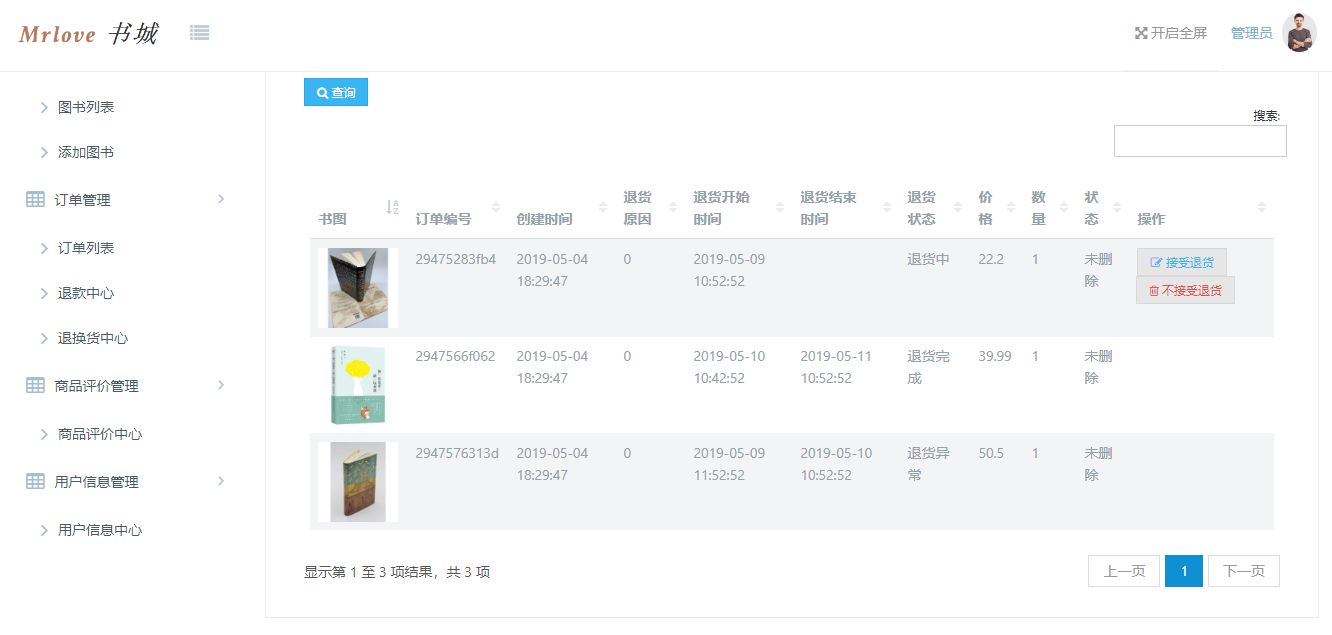 Mrlove 书城
开启全屏 管理员
图书列表
添加图书
订单管理
订单列表
退款中心
退换货中心
商品评价管理
商品评价中心
用户信息管理
用户信息中心
查询
搜索:
书图 订单编号 创建时间 退货原因 退货开始时间 退货结束时间 退货状态 价格 数量 状态 操作
29475283fb4 2019-05-04 18:29:47 0 2019-05-09 10:52:52 退货中 22.2 1 未删除 接受退货
不接受退货
2947566f062 2019-05-04 18:29:47 0 2019-05-10 10:42:52 2019-05-11 10:52:52 退货完成 39.99 1 未删除
2947576313d 2019-05-04 18:29:47 0 2019-05-09 11:52:52 2019-05-10 10:52:52 退货异常 50.5 1 未删除
显示第 1 至 3 项结果，共 3 项
上一页 1 下一页